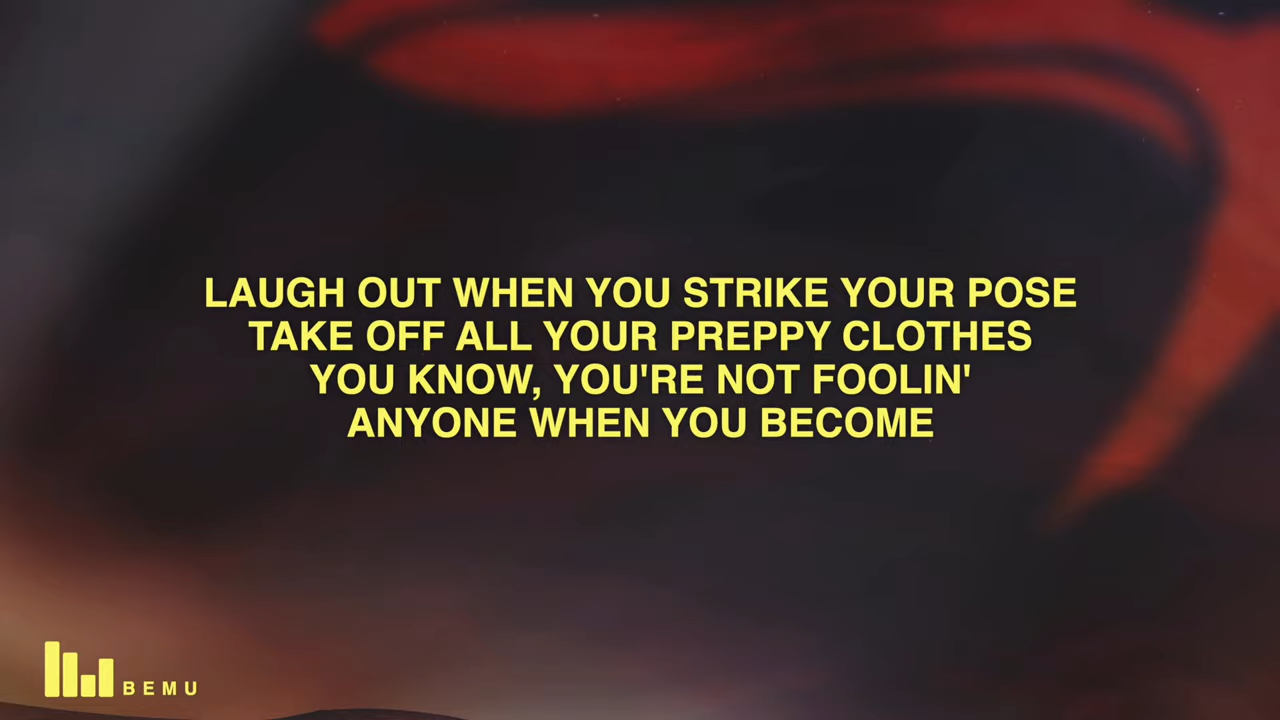 LAUGH OUT WHEN YOU STRIKE YOUR POSE
TAKE OFF ALL YOUR PREPPY CLOTHES
YOU KNOW, YOU'RE NOT FOOLIN'
ANYONE WHEN YOU BECOME
BEMU